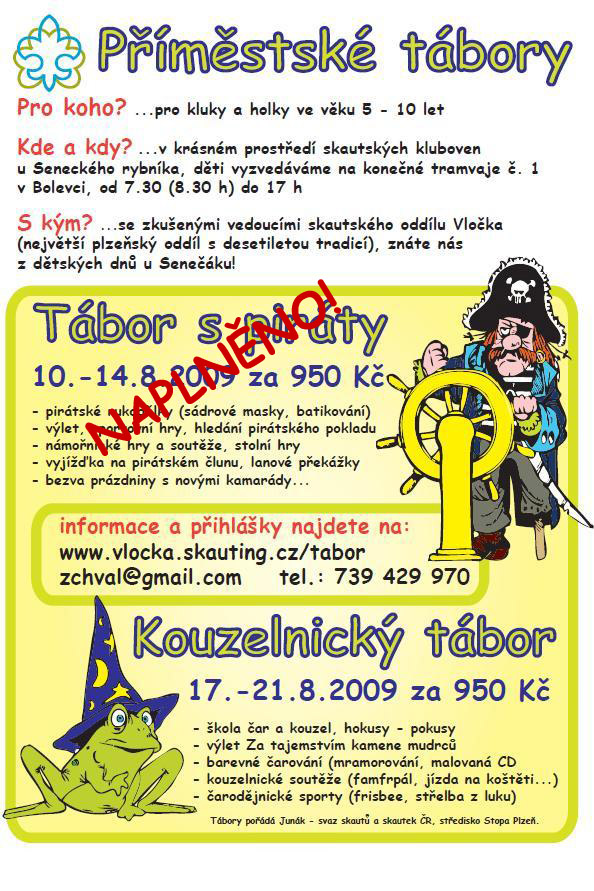 Příměstské tábory
Pro koho? ...pro kluky a holky ve věku 5 - 10 let
Kde a kdy? ...v krásném prostředí skautských kluboven
u Seneckého rybníka, děti vyzvedáváme na konečné tramvaje č. 1
v Bolevci, od 7.30 (8.30 h) do 17 h
S kým? ...se zkušenými vedoucími skautského oddílu Vločka
(největší plzeňský oddíl s desetiletou tradicí), znáte nás
z dětských dnů u Senečáku!
Tábor s piráty
NAPLNĚNO!
10.-14.8.2009 za 950 Kč
- pirátské rukodělky (sádrové masky, batikování)
- výlet, sportovní hry, hledání pirátského pokladu
- námořnické hry a soutěže, stolní hry
- vyjížďka na pirátském člunu, lanové překážky
- bezva prázdniny s novými kamarády...
informace a přihlášky najdete na:
www.vlocka.skauting.cz/tabor
zchval@gmail.com tel.: 739 429 970
Kouzelnický tábor
17.-21.8.2009 za 950 Kč
- škola čar a kouzel, hokusy - pokusy
- výlet Za tajemstvím kamene mudrců
- barevné čarování (mramorování, malovaná CD
- kouzelnické soutěže (famfrpál, jízda na koštěti...)
- čarodějnické sporty (frisbee, střelba z luku)
Tábory pořádá Junák - svaz skautů a skautek ČR, středisko Stopa Plzeň.